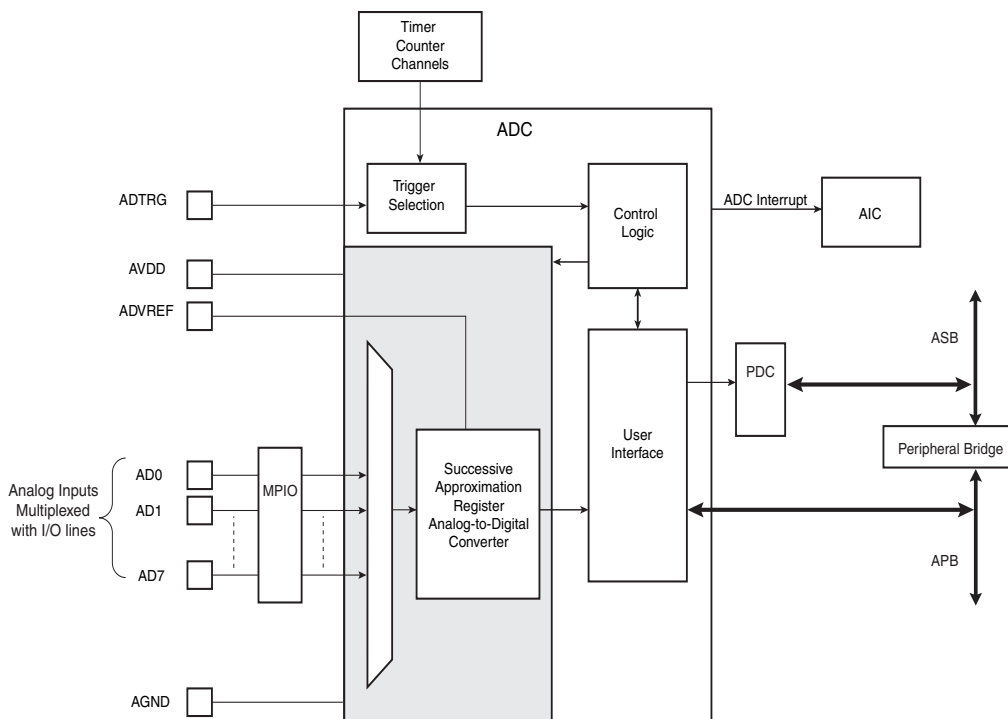 Timer
Counter
Channels
ADC
ADTRG
Trigger
Selection
Control
Logic
ADC Interrupt
AIC
AVDD
ADVREF
ASB
PDC
User
Interface
Peripheral Bridge
Analog Inputs
Multiplexed
with I/O lines
AD0
AD1
AD7
MPIO
Successive
Approximation
Register
Analog-to-Digital
Converter
APB
AGND